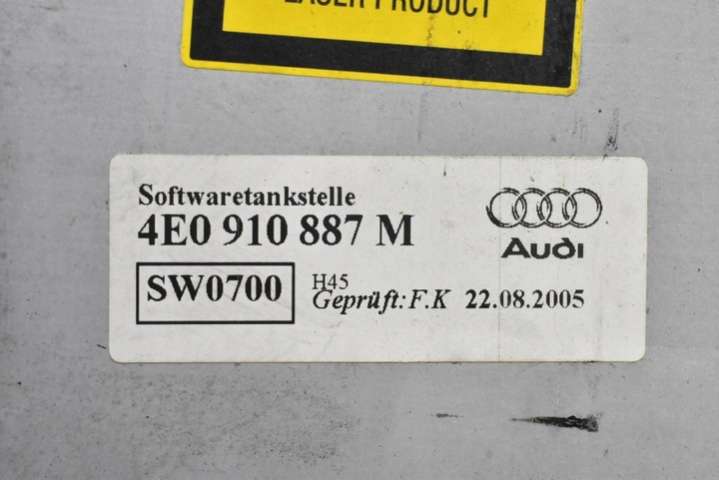 LASER PRODUCT
Softwaretankstelle
4E0 910 887 M
Audi
SW0700
H45
Geprüft: F.K 22.08.2005